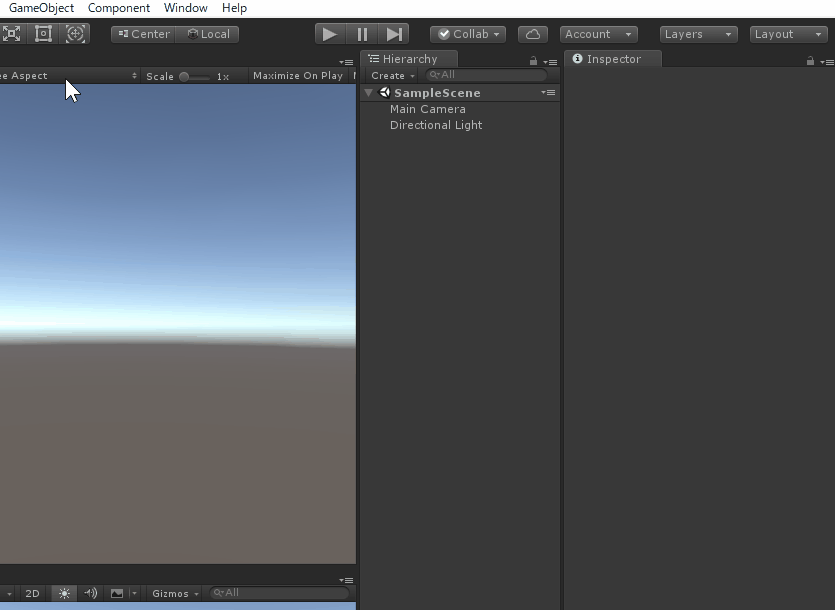 GameObject Component Window Help
Center Local Collab Account Layers Layout
Hierarchy Inspector
ee Aspect Scale 1x Maximize On Play Create All
SampleScene
Main Camera
Directional Light
2D Gizmos All